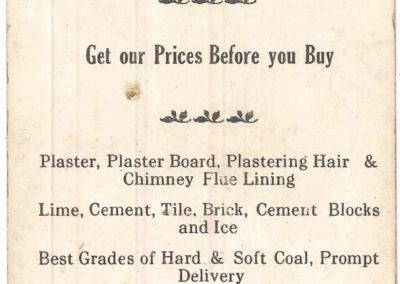 Get our Prices Before you Buy
Plaster, Plaster Board, Plastering Hair &
Chimney Flue Lining
Lime, Cement, Tile, Brick, Cement Blocks
and Ice
Best Grades of Hard & Soft Coal, Prompt
Delivery